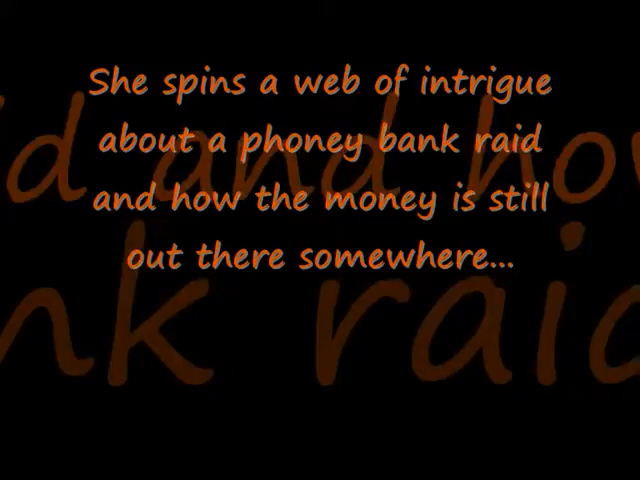 She spins a web of intrigue
about a phoney bank raid
and how the money is still
out there somewhere...